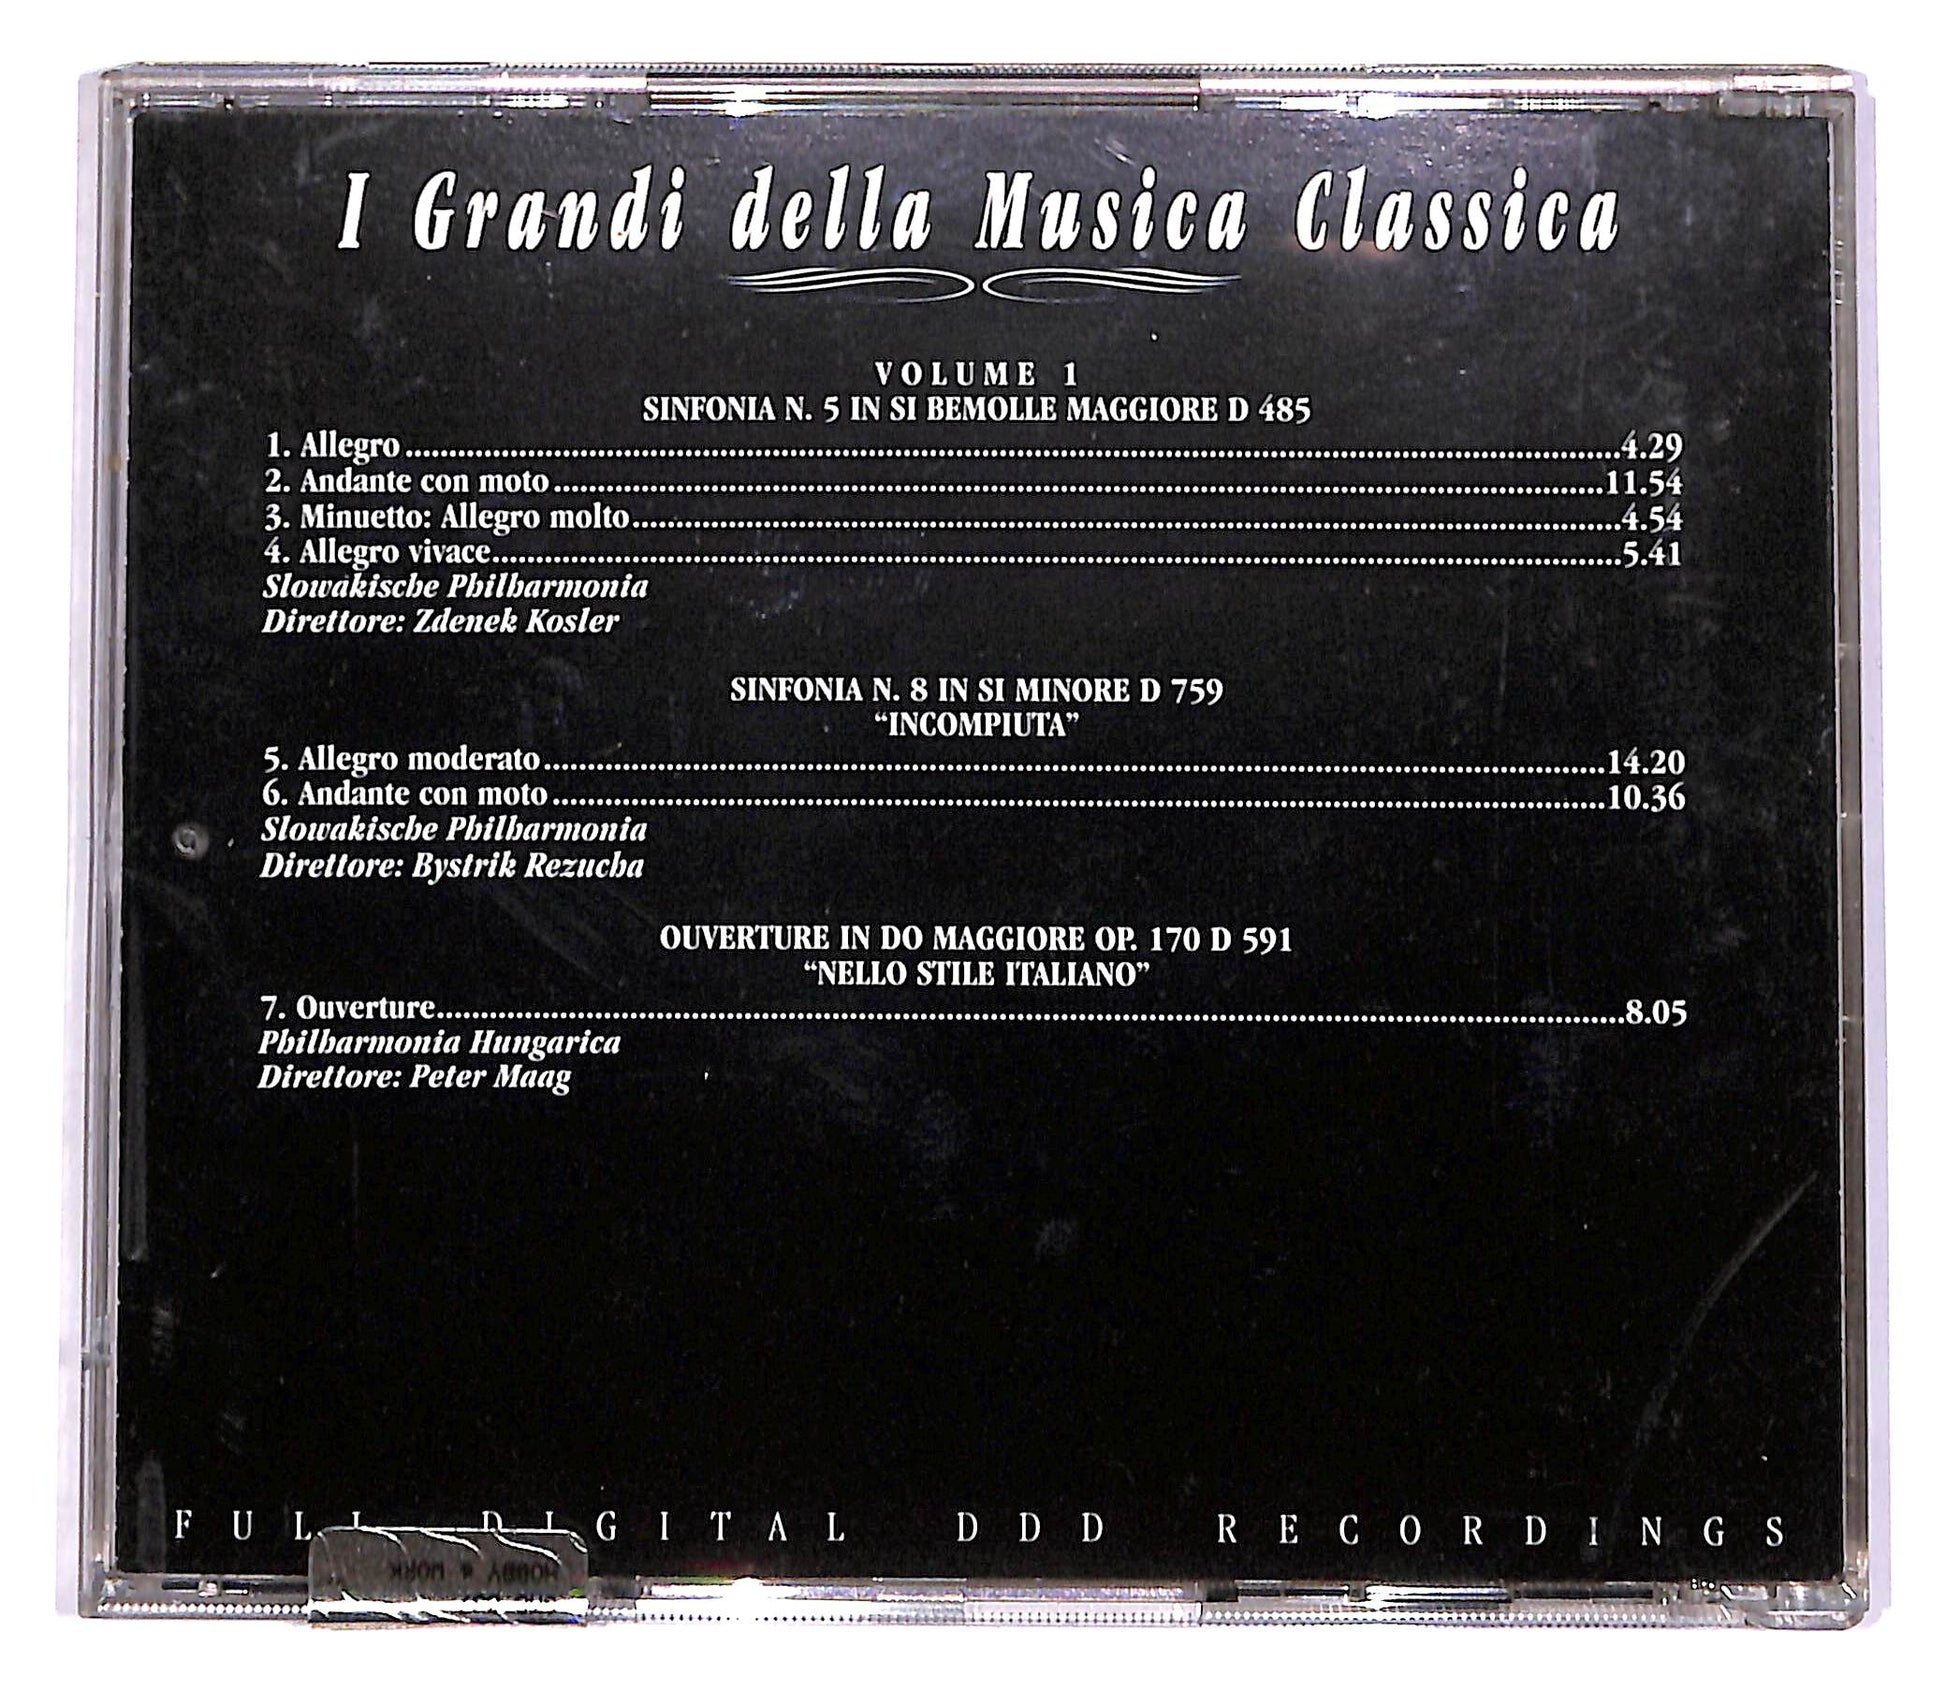 I Grandi della Musica Classica
VOLUME 1
SINFONIA N. 5 IN SI BEMOLLE MAGGIORE D 485
1. Allegro........................4.29
2. Andante con moto........................11.54
3. Minuetto: Allegro molto........................4.54
4. Allegro vivace........................5.41
Slowakische Philharmonia
Direttore: Zdenek Kosler
SINFONIA N. 8 IN SI MINORE D 759
“INCOMPIUTA”
5. Allegro moderato........................14.20
6. Andante con moto........................10.36
Slowakische Philharmonia
Direttore: Bystrik Rezucha
OUVERTURE IN DO MAGGIORE OP. 170 D 591
“NELLO STILE ITALIANO”
7. Ouverture........................8.05
Philharmonia Hungarica
Direttore: Peter Maag
FULL DIGITAL DDD RECORDINGS
HOBBY & WORK